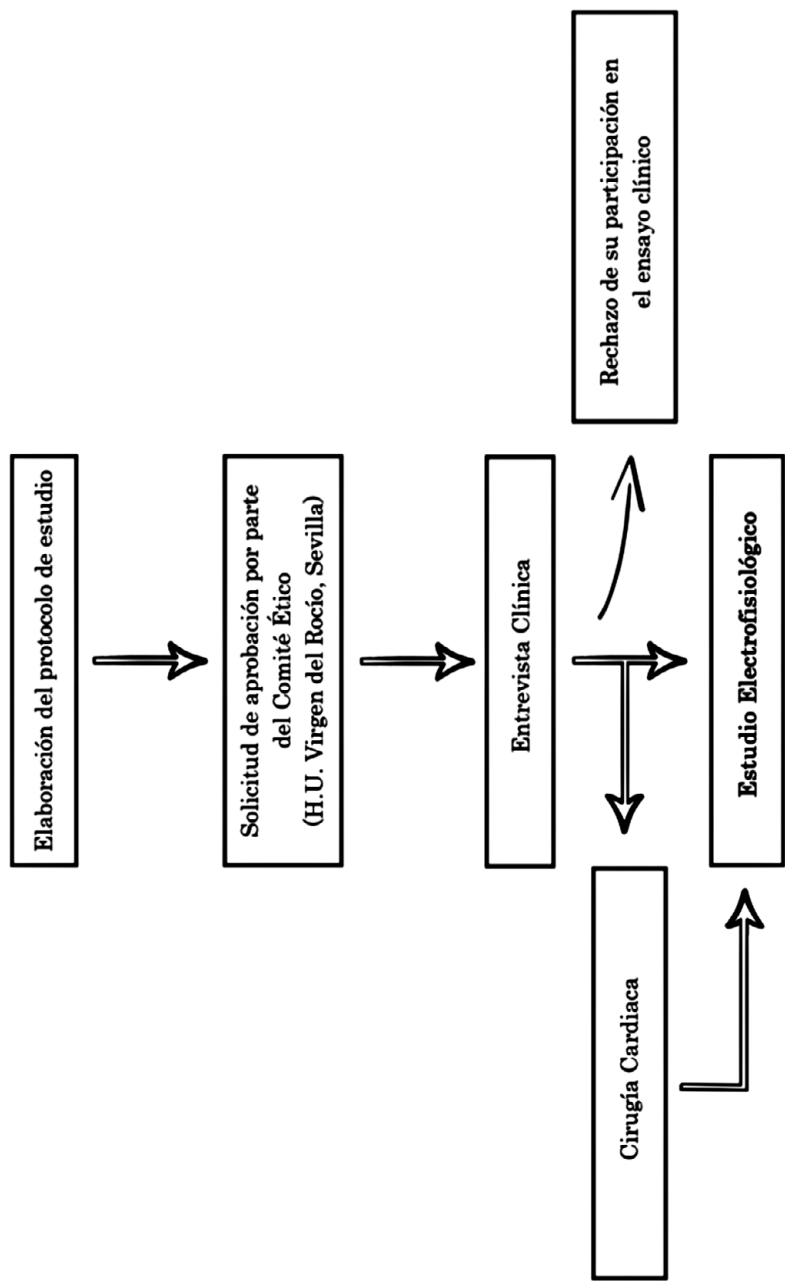 Elaboración del protocolo de estudio
Solicitud de aprobación por parte
del Comité Ético
(H.U. Virgen del Rocío, Sevilla)
Entrevista Clínica
Rechazo de su participación en
el ensayo clínico
Cirugía Cardiaca
Estudio Electrofisiológico